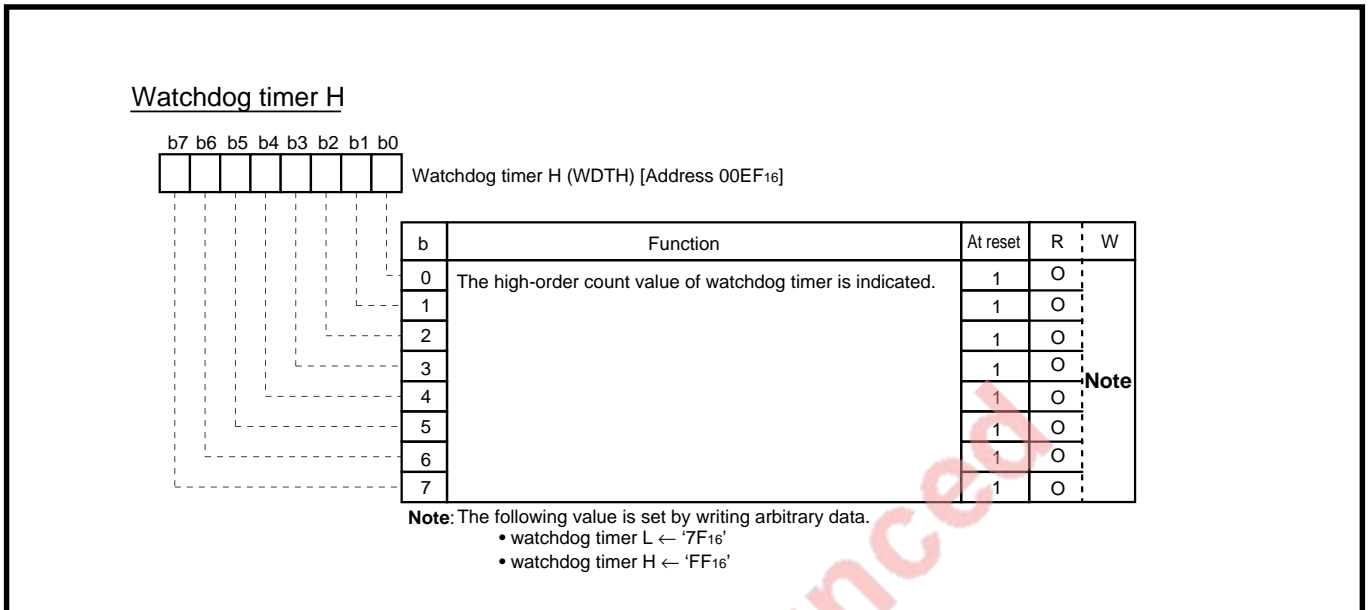 Watchdog timer H
b7 b6 b5 b4 b3 b2 b1 b0
Watchdog timer H (WDTH) [Address 00EF16]
b Function At reset R W
0 The high-order count value of watchdog timer is indicated. 1 O
1 1 O
2 1 O
3 1 O
Note
4 1 O
5 1 O
6 1 O
7 1 O
Note: The following value is set by writing arbitrary data.
• watchdog timer L ← ‘7F16’
• watchdog timer H ← ‘FF16’